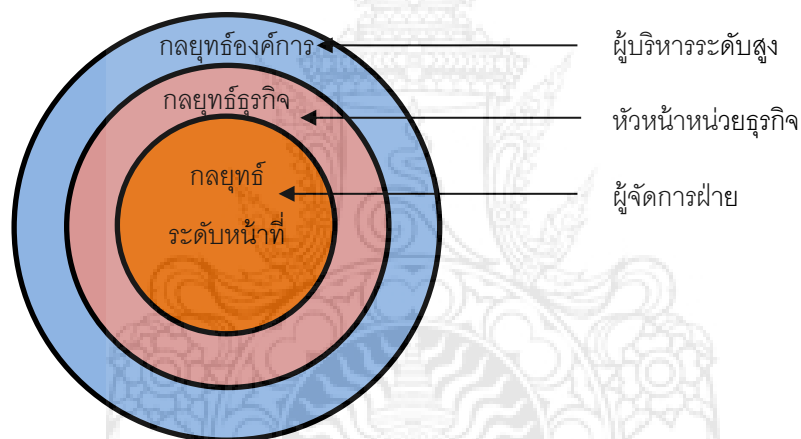 กลยุทธ์องค์การ
ผู้บริหารระดับสูง
กลยุทธ์ธุรกิจ
หัวหน้าหน่วยธุรกิจ
กลยุทธ์
ระดับหน้าที่
ผู้จัดการฝ่าย